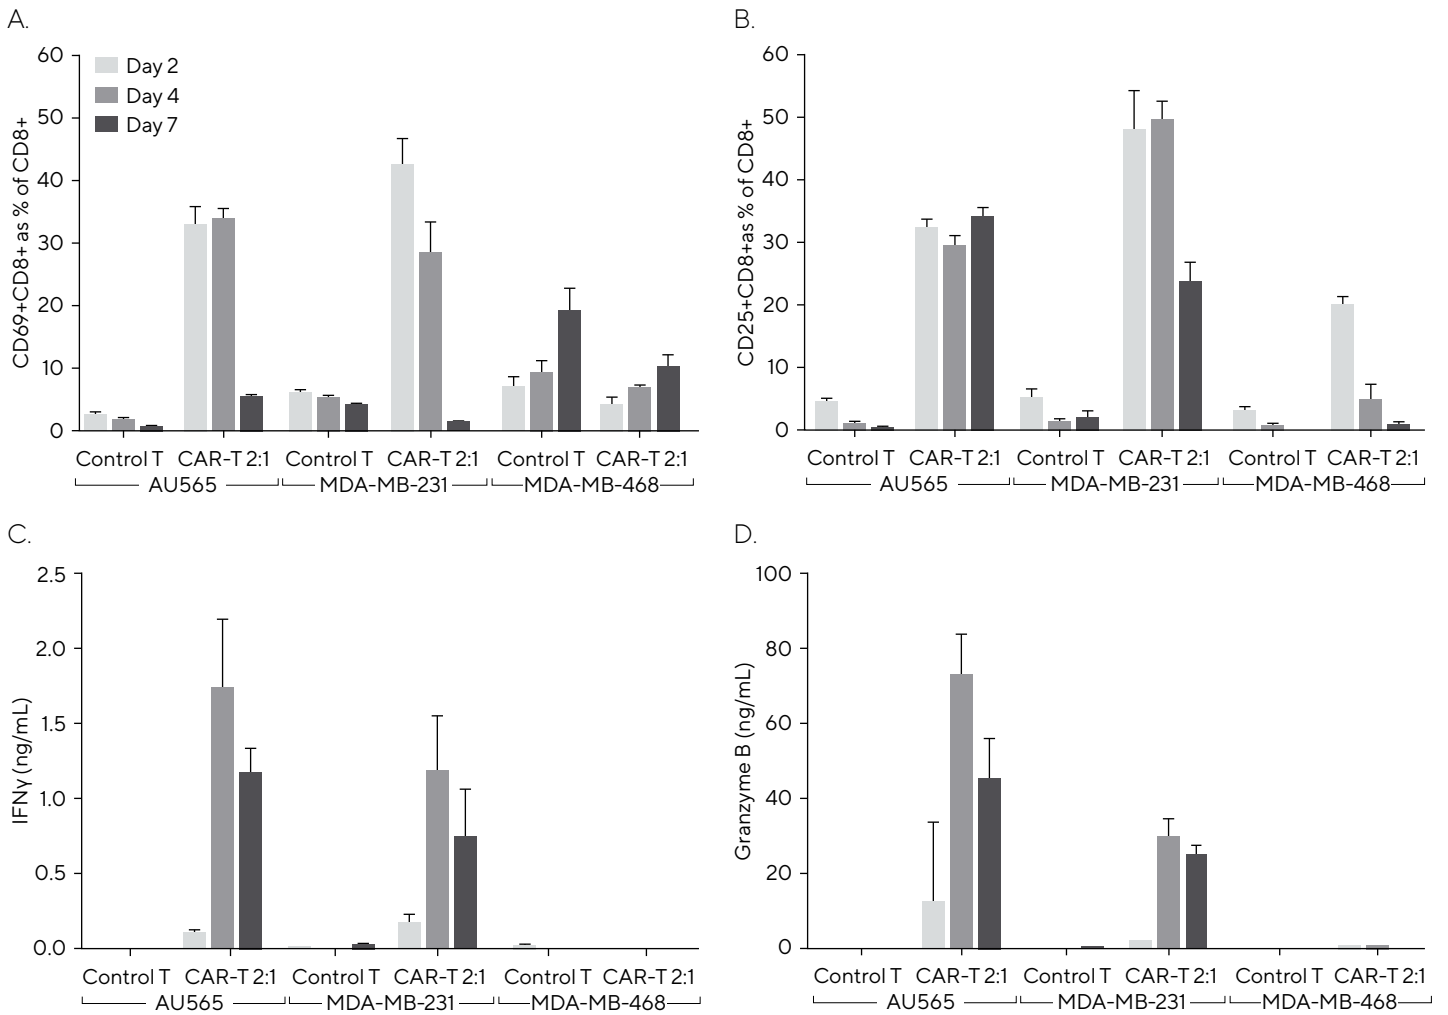 A.
CD69+CD8+ as % of CD8+
60
50
40
30
20
10
0
Day 2
Day 4
Day 7
Control T CAR-T 2:1 Control T CAR-T 2:1 Control T CAR-T 2:1
AU565 MDA-MB-231 MDA-MB-468
B.
CD25+CD8+as % of CD8+
60
50
40
30
20
10
0
Control T CAR-T 2:1 Control T CAR-T 2:1 Control T CAR-T 2:1
AU565 MDA-MB-231 MDA-MB-468
C.
IFNγ (ng/mL)
2.5
2.0
1.5
1.0
0.5
0.0
Control T CAR-T 2:1 Control T CAR-T 2:1 Control T CAR-T 2:1
AU565 MDA-MB-231 MDA-MB-468
D.
Granzyme B (ng/mL)
100
80
60
40
20
0
Control T CAR-T 2:1 Control T CAR-T 2:1 Control T CAR-T 2:1
AU565 MDA-MB-231 MDA-MB-468